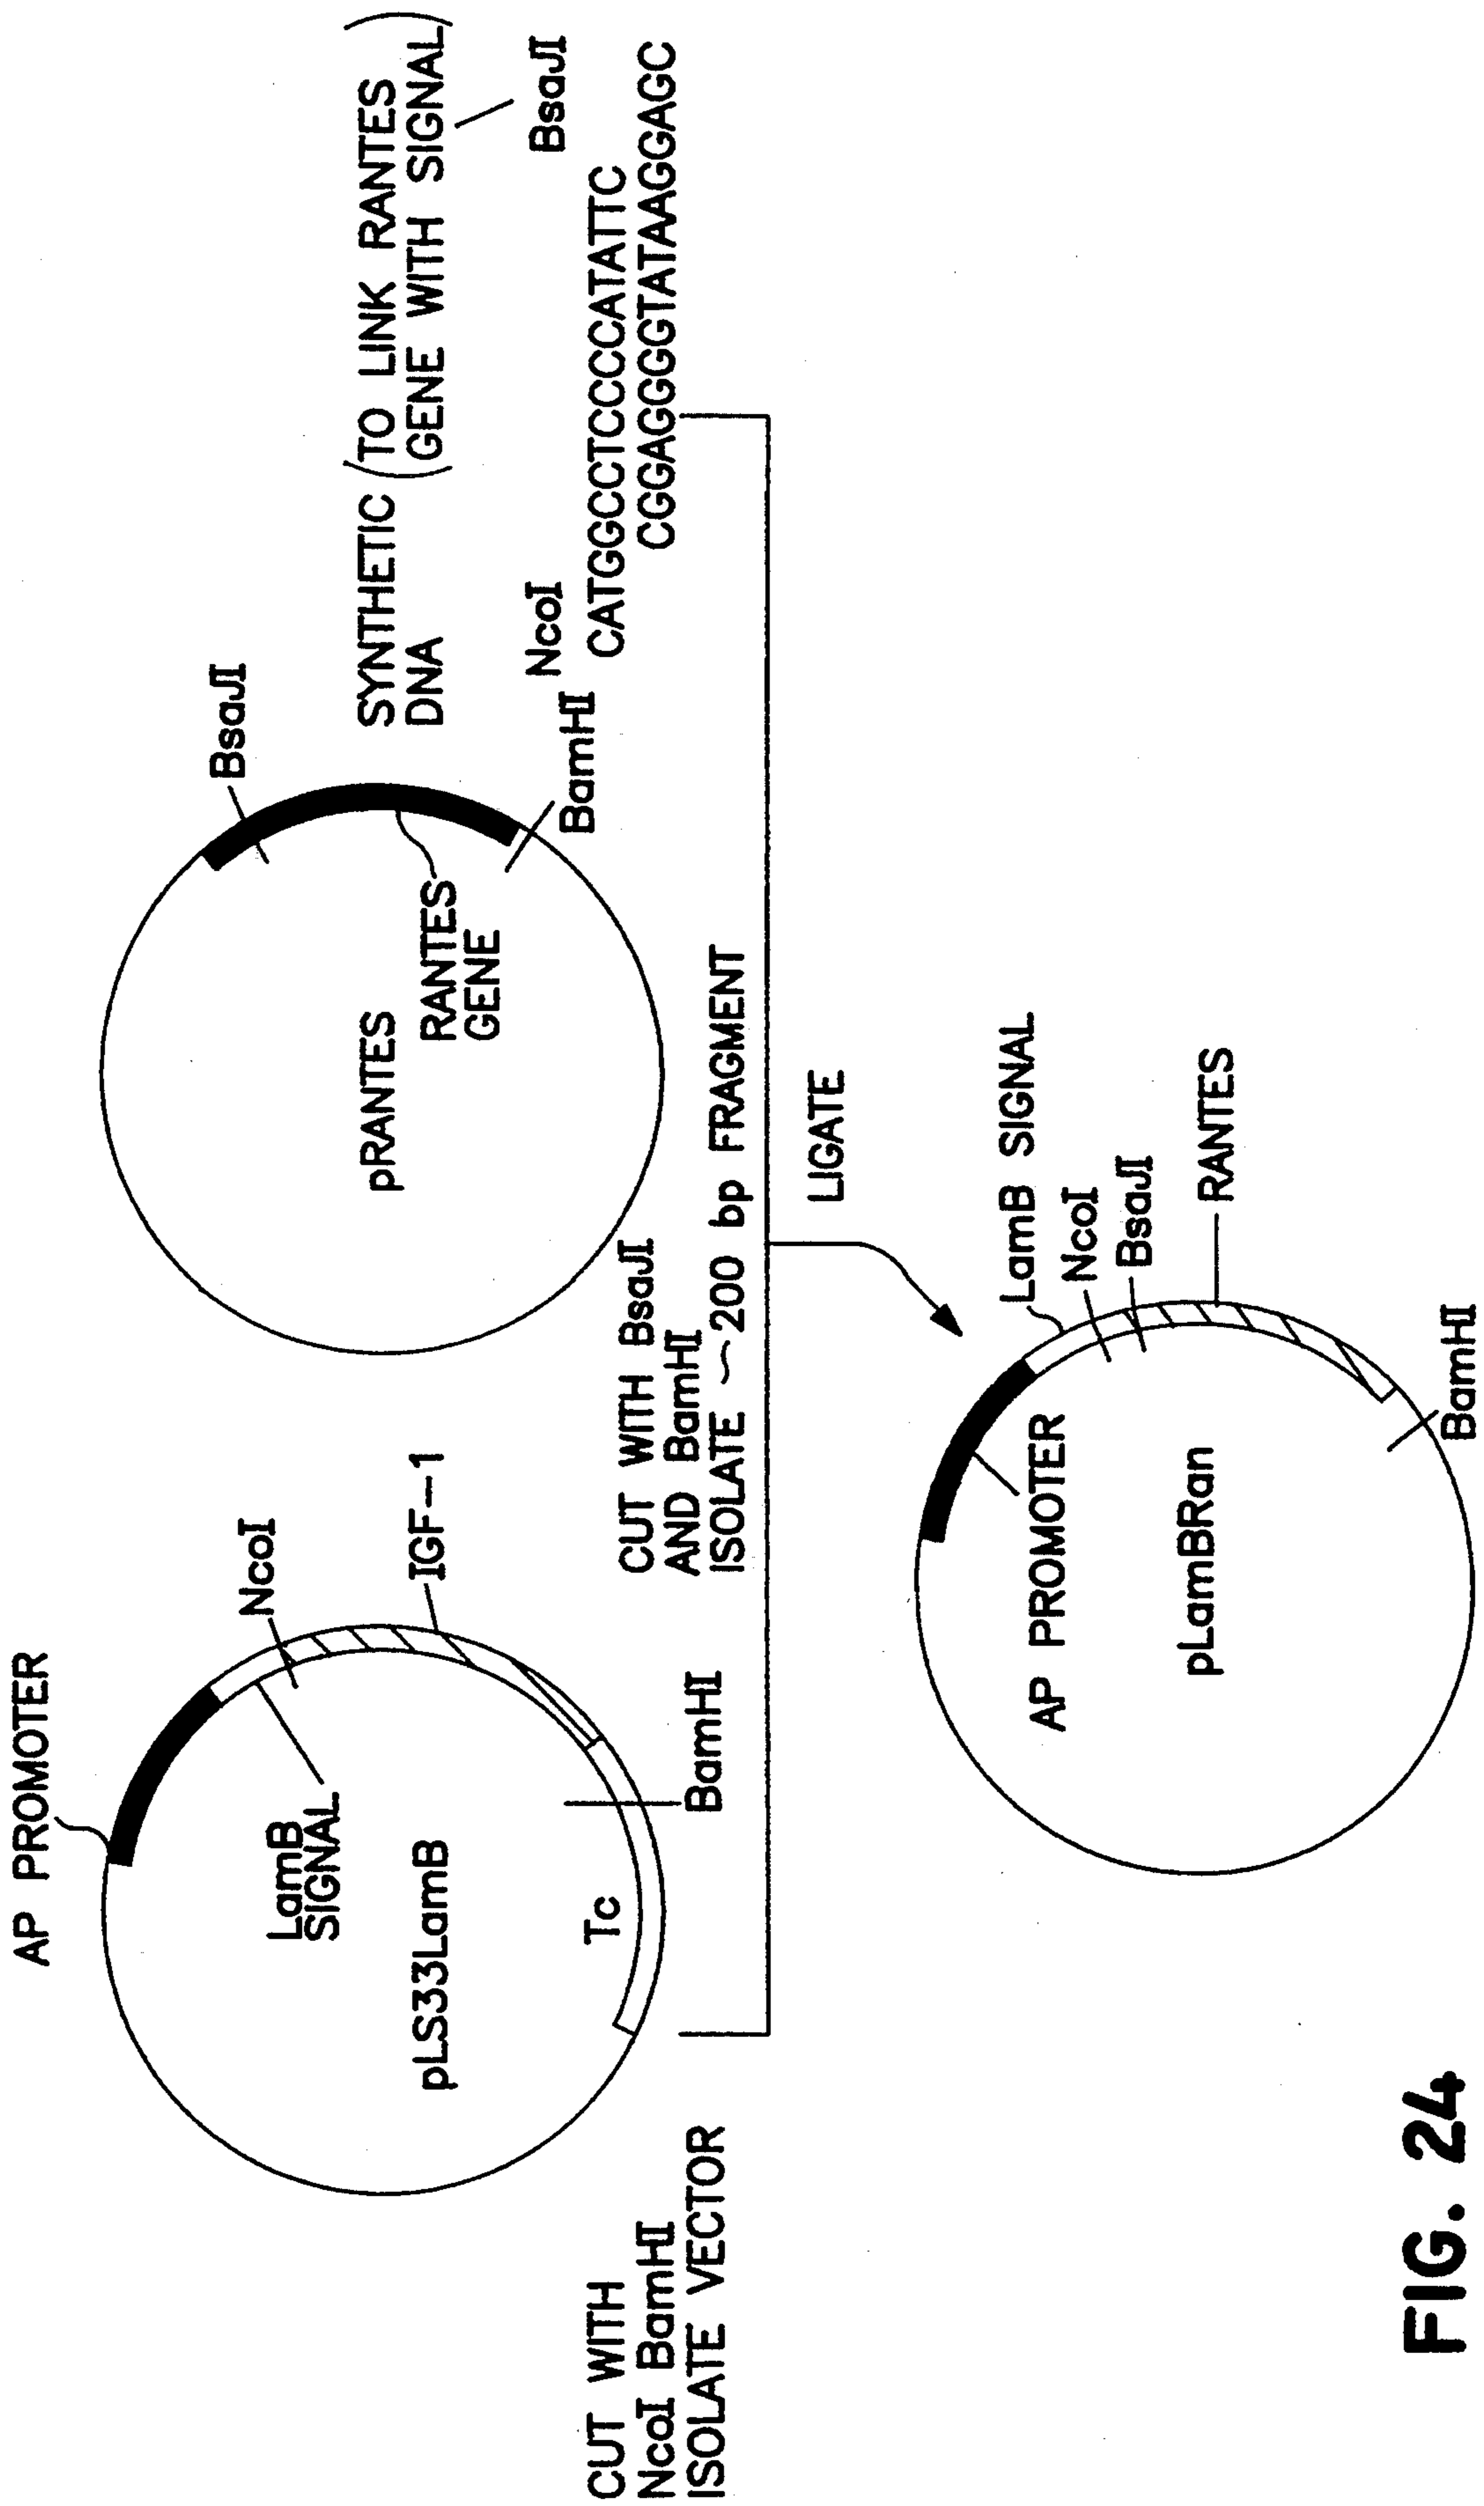 AP PROMOTER
NcoI
LamB
SIGNAL
IGF-1
pLS33LamB
Tc
BamHI
CUT WITH
NcoI BamHI
ISOLATE VECTOR
BsaJI
pRANTES
RANTES
GENE
BamHI
CUT WITH BsaJI
AND BamHI
ISOLATE ~200 bp FRAGMENT
SYNTHETIC (TO LINK RANTES
DNA GENE WITH SIGNAL)
NcoI BsaJI
CATGGCCTCCCCATATTC
CGGAGGGGTATAAGGAGC
LIGATE
LamB SIGNAL
NcoI
BsaJI
RANTES
AP PROMOTER
pLamBRan
BamHI
FIG. 24